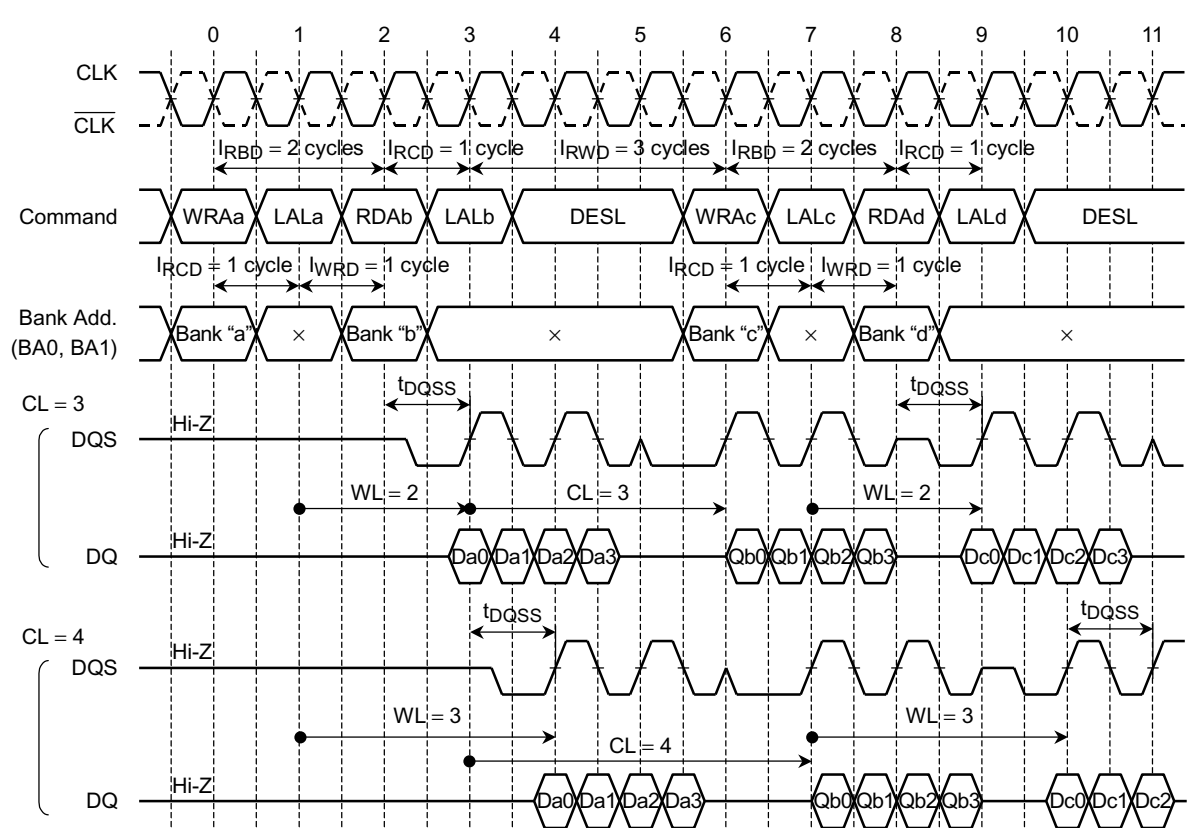 0 1 2 3 4 5 6 7 8 9 10 11
CLK
CLK
IRBD = 2 cycles IRCD = 1 cycle IRWD = 3 cycles IRBD = 2 cycles IRCD = 1 cycle
Command WRAa LALa RDAb LALb DESL WRAc LALc RDAd LALd DESL
IRCD = 1 cycle IWRD = 1 cycle IRCD = 1 cycle IWRD = 1 cycle
Bank Add.
(BA0, BA1)
Bank “a” × Bank “b” × Bank “c” × Bank “d” ×
tDQSS tDQSS
CL = 3
DQS Hi-Z
WL = 2 CL = 3 WL = 2
DQ Hi-Z Da0 Da1 Da2 Da3 Qb0 Qb1 Qb2 Qb3 Dc0 Dc1 Dc2 Dc3
tDQSS tDQSS
CL = 4
DQS Hi-Z
WL = 3 WL = 3
CL = 4
DQ Hi-Z Da0 Da1 Da2 Da3 Qb0 Qb1 Qb2 Qb3 Dc0 Dc1 Dc2